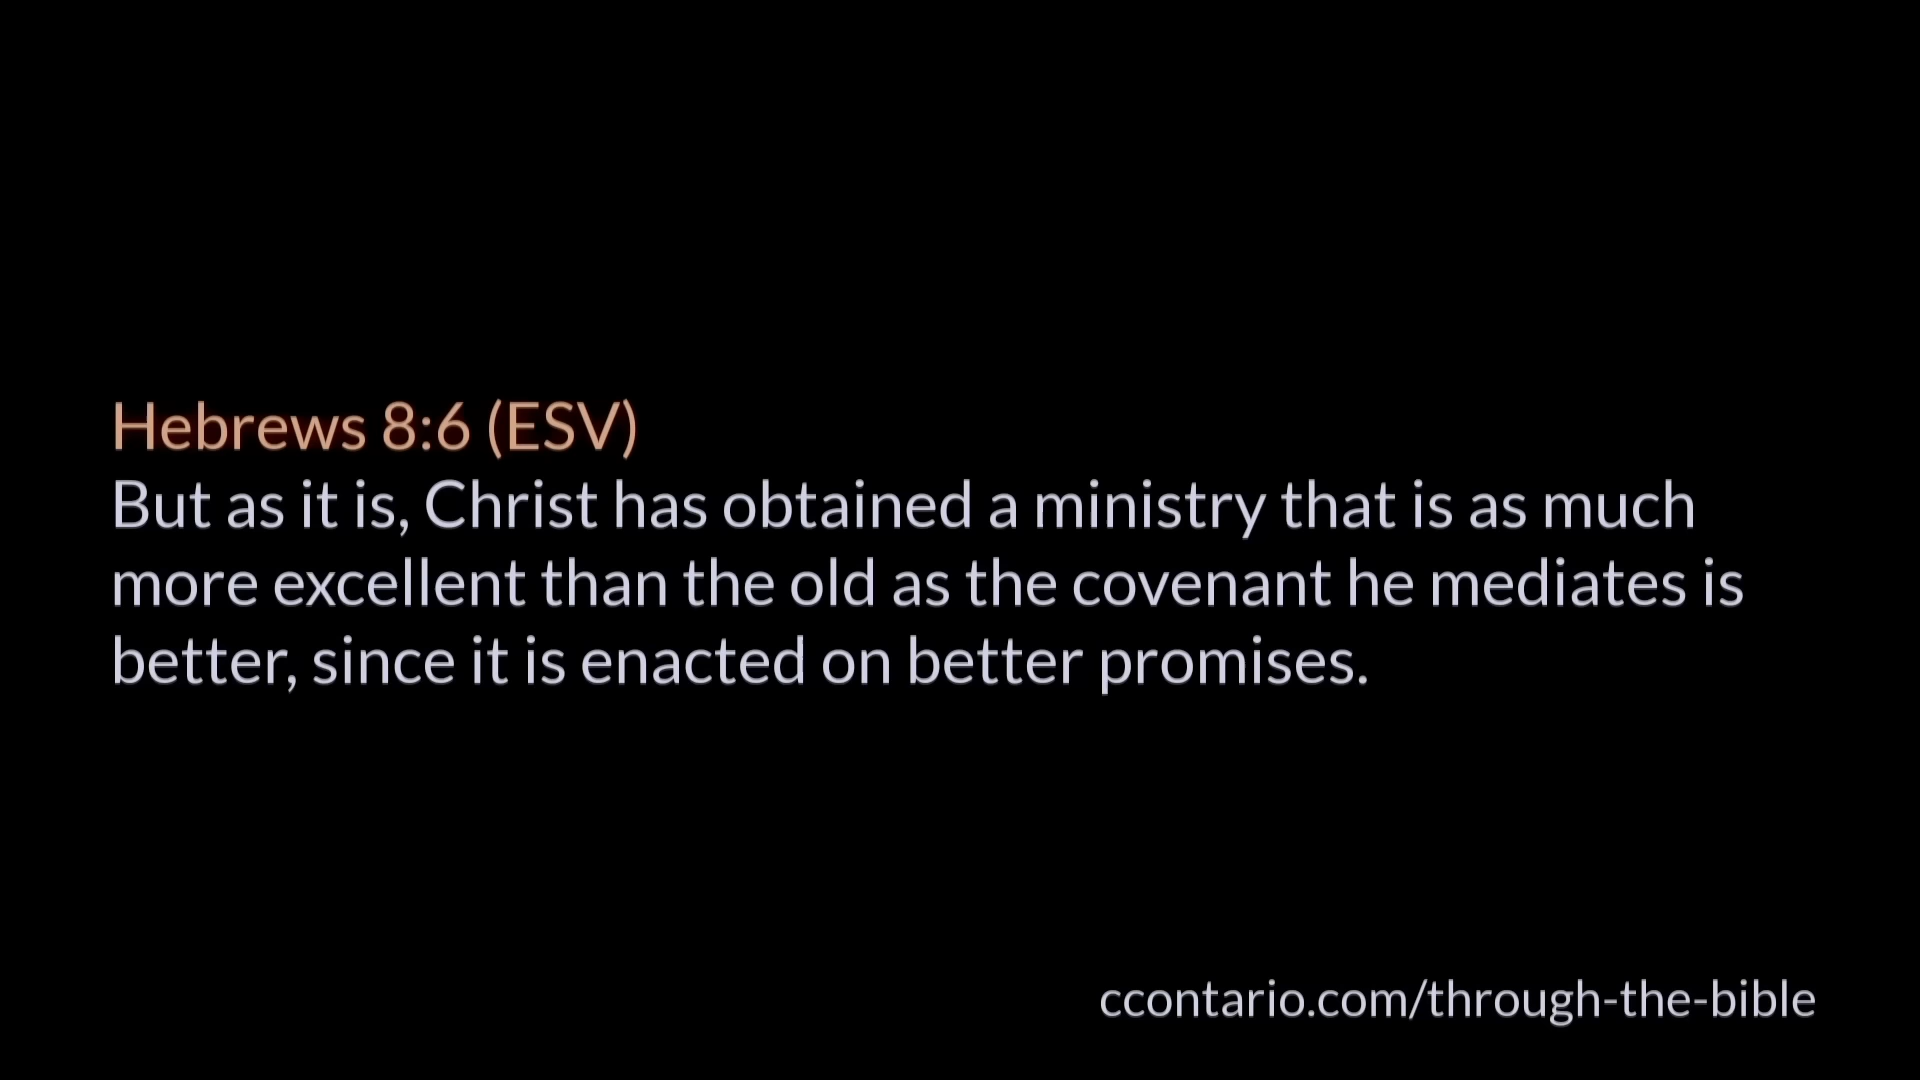 Hebrews 8:6 (ESV)
But as it is, Christ has obtained a ministry that is as much
more excellent than the old as the covenant he mediates is
better, since it is enacted on better promises.
ccontario.com/through-the-bible